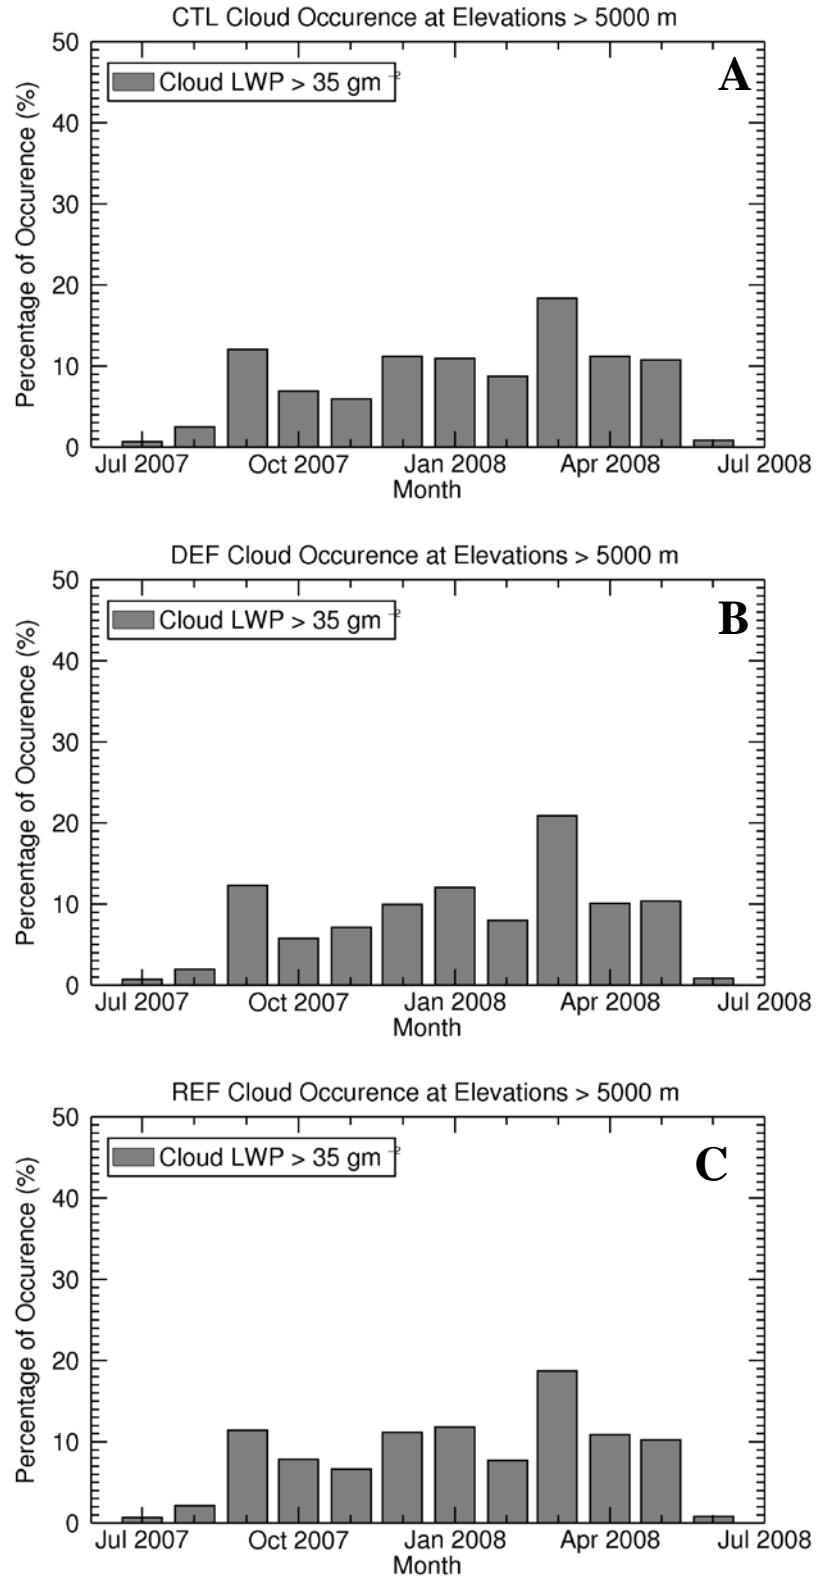 CTL Cloud Occurence at Elevations > 5000 m
50
A
Cloud LWP > 35 gm⁻²
40
30
20
10
0
Percentage of Occurence (%)
Jul 2007 Oct 2007 Jan 2008 Apr 2008 Jul 2008
Month
DEF Cloud Occurence at Elevations > 5000 m
50
B
Cloud LWP > 35 gm⁻²
40
30
20
10
0
Percentage of Occurence (%)
Jul 2007 Oct 2007 Jan 2008 Apr 2008 Jul 2008
Month
REF Cloud Occurence at Elevations > 5000 m
50
C
Cloud LWP > 35 gm⁻²
40
30
20
10
0
Percentage of Occurence (%)
Jul 2007 Oct 2007 Jan 2008 Apr 2008 Jul 2008
Month